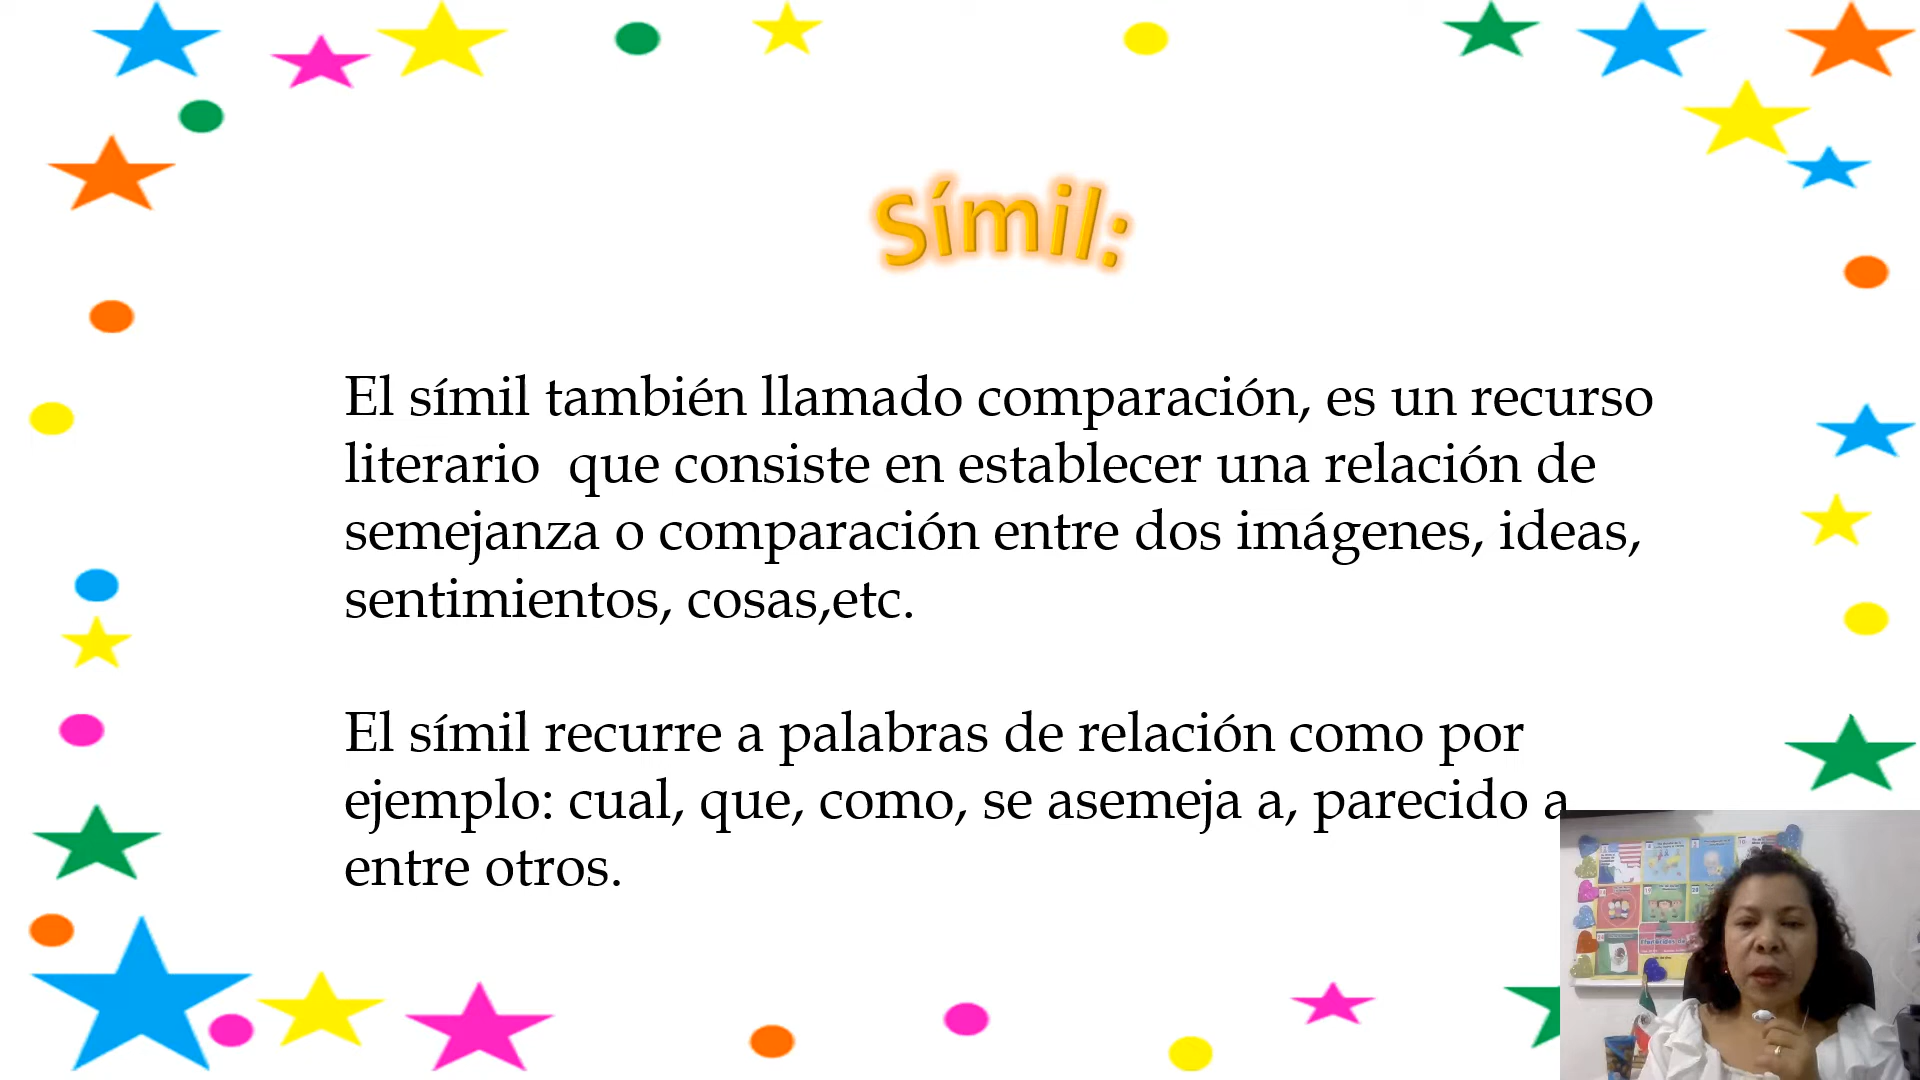 Símil:
El símil también llamado comparación, es un recurso
literario  que consiste en establecer una relación de
semejanza o comparación entre dos imágenes, ideas,
sentimientos, cosas,etc.
El símil recurre a palabras de relación como por
ejemplo: cual, que, como, se asemeja a, parecido a
entre otros.